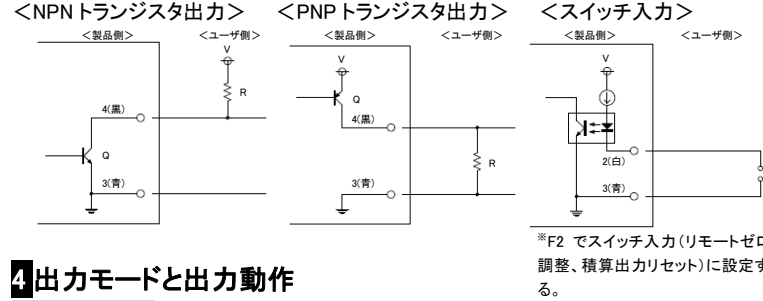 ＜NPNトランジスタ出力＞
＜製品側＞ ＜ユーザ側＞
V
R
4(黒)
Q
3(青)
＜PNPトランジスタ出力＞
＜製品側＞ ＜ユーザ側＞
V
Q
4(黒)
R
3(青)
＜スイッチ入力＞
＜製品側＞ ＜ユーザ側＞
V
2(白)
3(青)
※F2 でスイッチ入力(リモートゼロ
調整、積算出力リセット)に設定す
る。
4 出力モードと出力動作